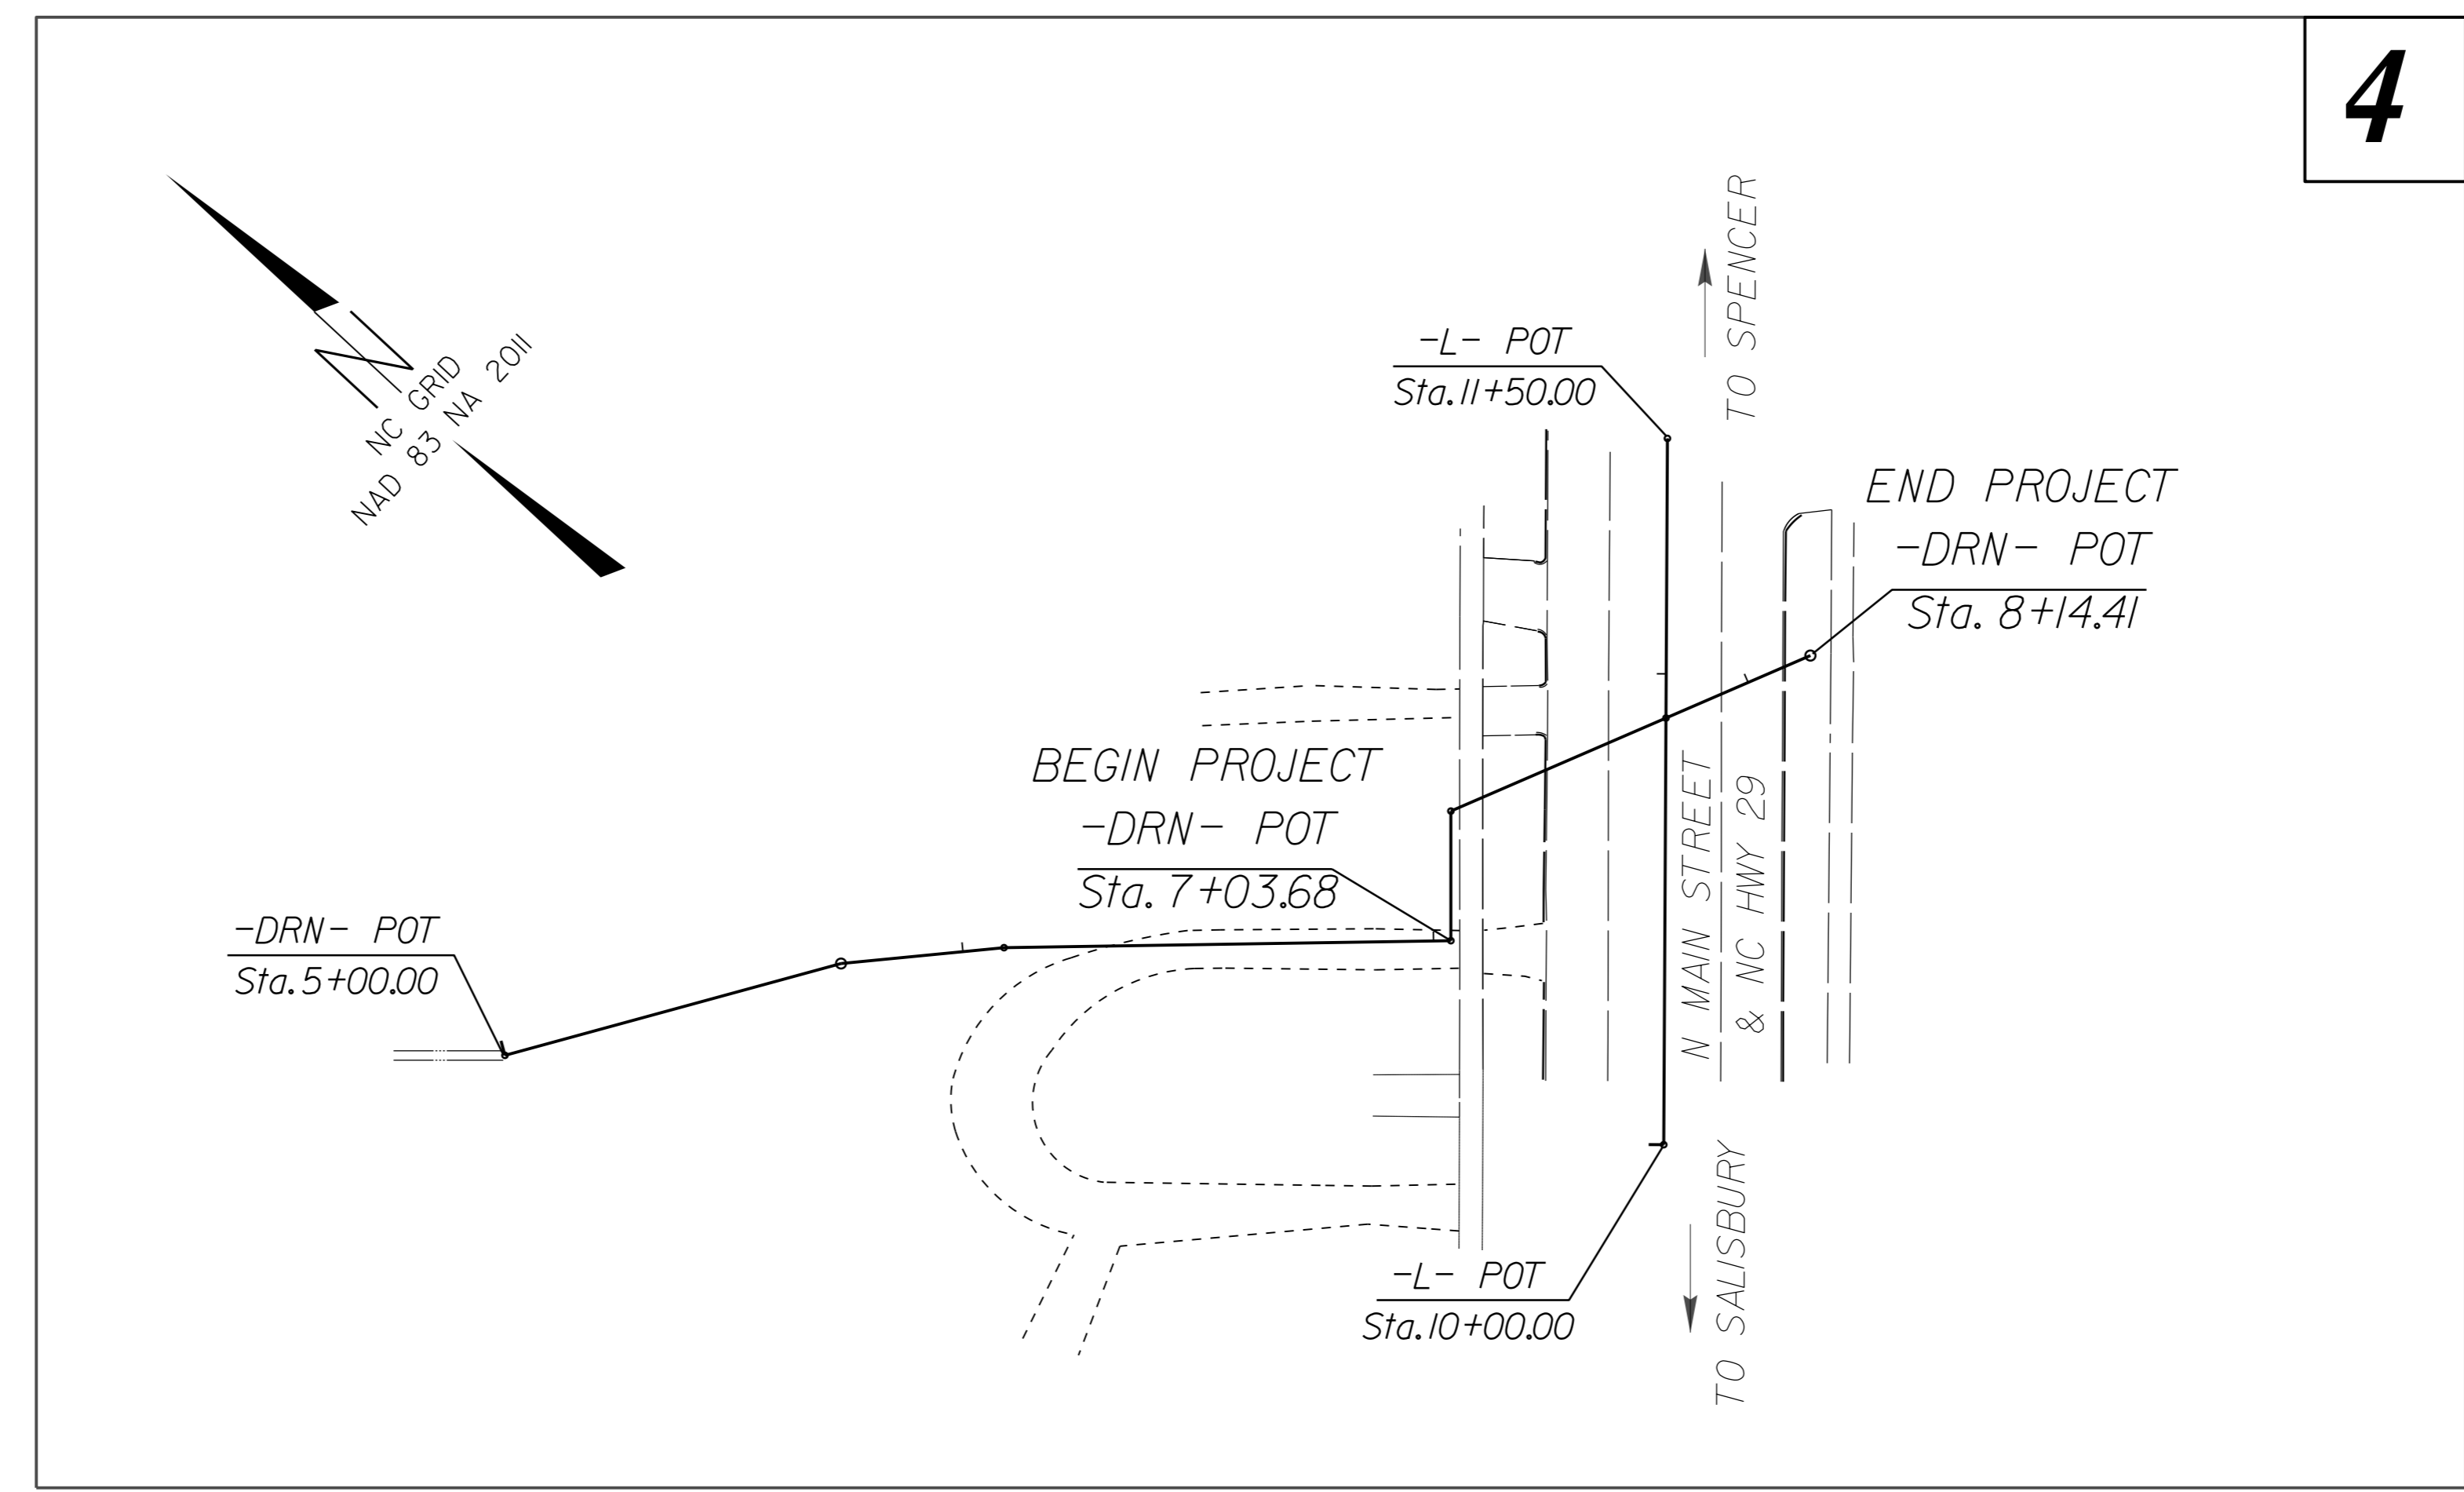 4
N
NC GRID
NAD 83 NA 2011
TO SPENCER
-L- POT
Sta.11+50.00
END PROJECT
-DRN- POT
Sta. 8+14.41
BEGIN PROJECT
-DRN- POT
Sta. 7+03.68
N MAIN STREET
& NC HWY 29
-DRN- POT
Sta.5+00.00
-L- POT
Sta.10+00.00
TO SALISBURY